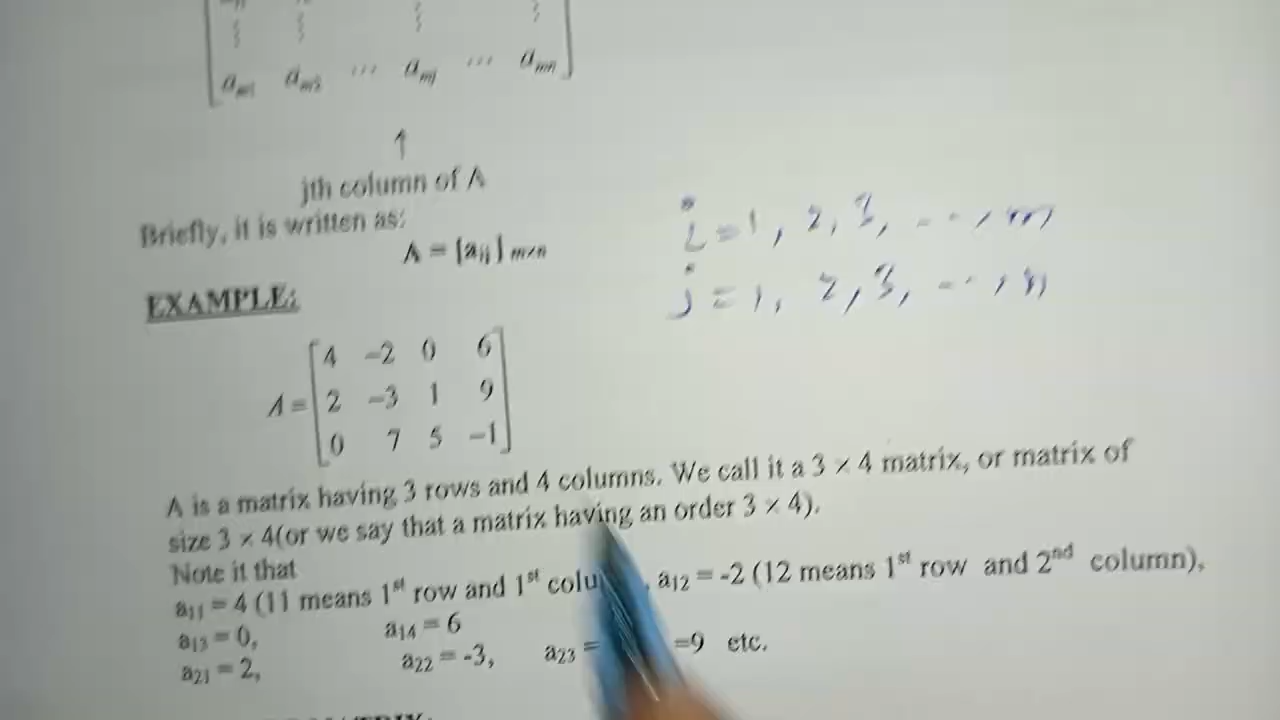 a_m1 a_m2 ... a_mj ... a_mn
↑
jth column of A
Briefly, it is written as:
A = [a_ij] m×n
i = 1, 2, 3, ..., m
j = 1, 2, 3, ..., n
EXAMPLE:
A = [4 -2 0 6
2 -3 1 9
0 7 5 -1]
A is a matrix having 3 rows and 4 columns. We call it a 3 × 4 matrix, or matrix of
size 3 × 4(or we say that a matrix having an order 3 × 4).
Note it that
a₁₁ = 4 (11 means 1st row and 1st colu , a₁₂ = -2 (12 means 1st row and 2nd column),
a₁₃ = 0, a₁₄ = 6
a₂₁ = 2, a₂₂ = -3, a₂₃ = =9 etc.